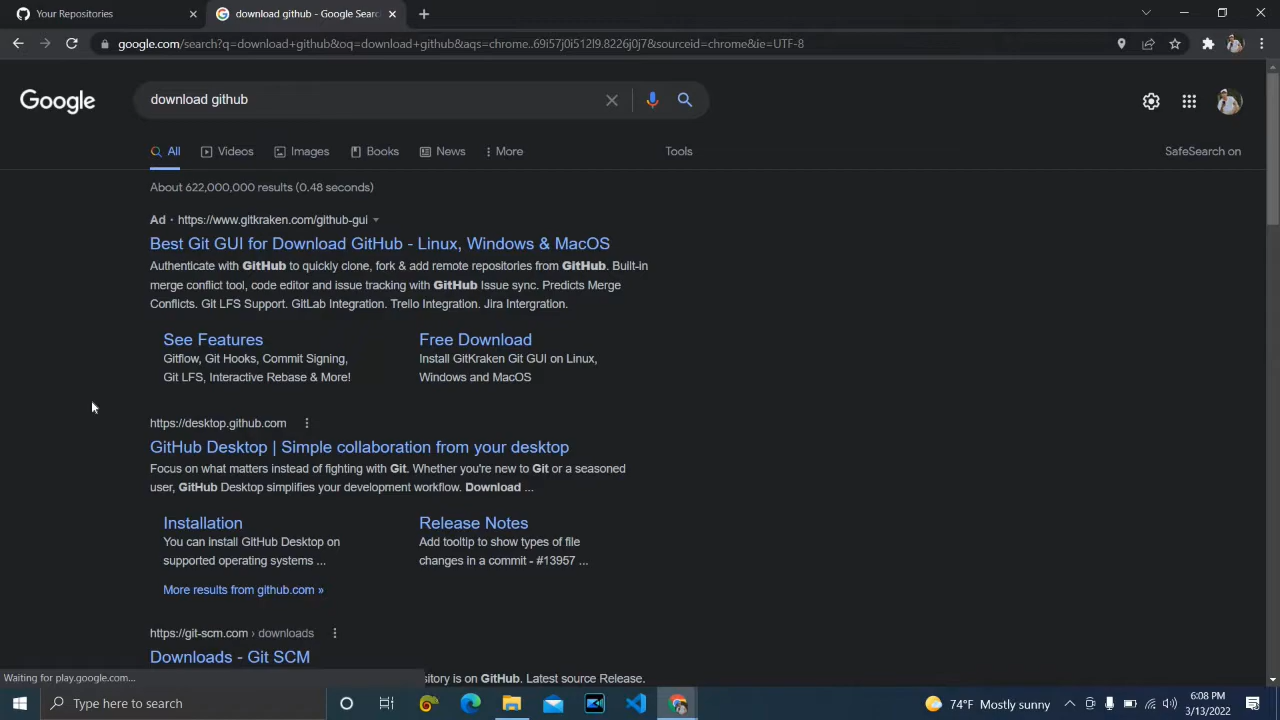 Your Repositories
download github - Google Searc
google.com/search?q=download+github&oq=download+github&aqs=chrome..69i57j0i512l9.8226j0j7&sourceid=chrome&ie=UTF-8
Google
download github
All
Videos
Images
Books
News
More
Tools
SafeSearch on
About 622,000,000 results (0.48 seconds)
Ad · https://www.gitkraken.com/github-gui
Best Git GUI for Download GitHub - Linux, Windows & MacOS
Authenticate with GitHub to quickly clone, fork & add remote repositories from GitHub. Built-in
merge conflict tool, code editor and issue tracking with GitHub Issue sync. Predicts Merge
Conflicts. Git LFS Support. GitLab Integration. Trello Integration. Jira Intergration.
See Features
Gitflow, Git Hooks, Commit Signing,
Git LFS, Interactive Rebase & More!
Free Download
Install GitKraken Git GUI on Linux,
Windows and MacOS
https://desktop.github.com
GitHub Desktop | Simple collaboration from your desktop
Focus on what matters instead of fighting with Git. Whether you're new to Git or a seasoned
user, GitHub Desktop simplifies your development workflow. Download ...
Installation
You can install GitHub Desktop on
supported operating systems ...
Release Notes
Add tooltip to show types of file
changes in a commit - #13957 ...
More results from github.com »
https://git-scm.com › downloads
Downloads - Git SCM
sitory is on GitHub. Latest source Release.
Waiting for play.google.com...
Type here to search
74°F Mostly sunny
6:08 PM
3/13/2022